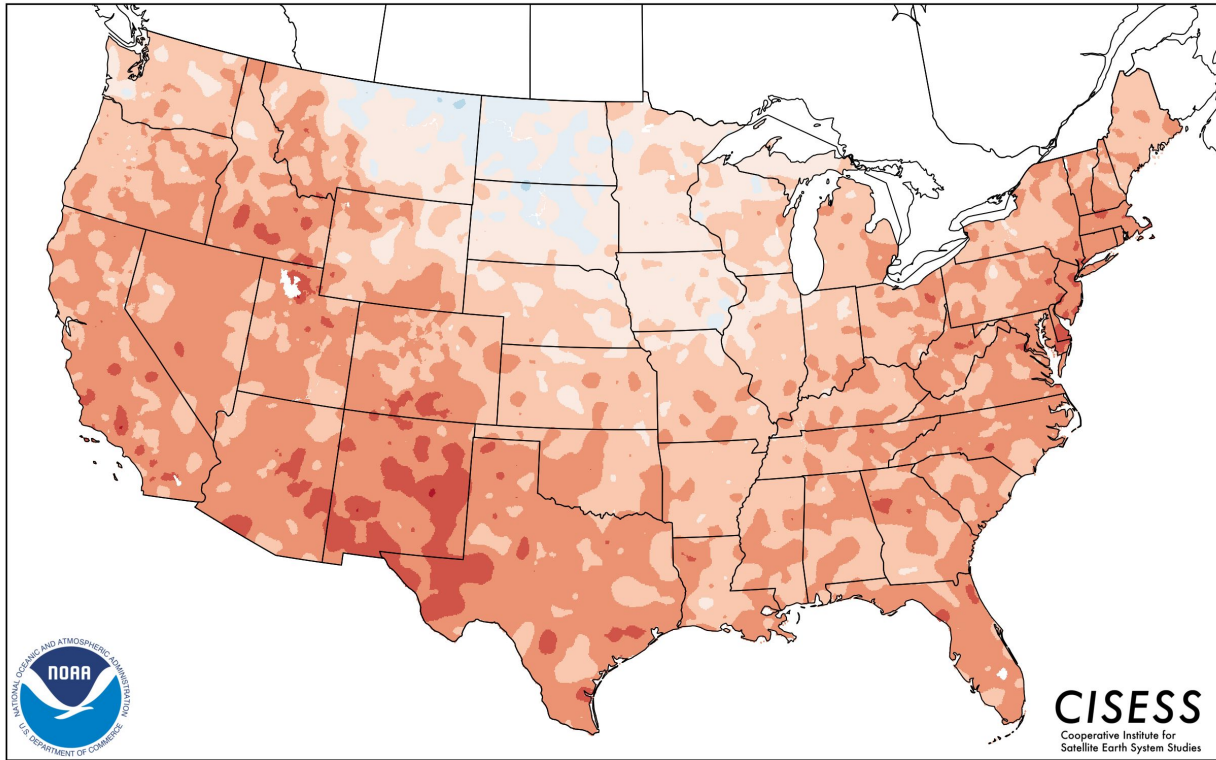 NATIONAL OCEANIC AND ATMOSPHERIC ADMINISTRATION
NOAA
U.S. DEPARTMENT OF COMMERCE
CISESS
Cooperative Institute for
Satellite Earth System Studies